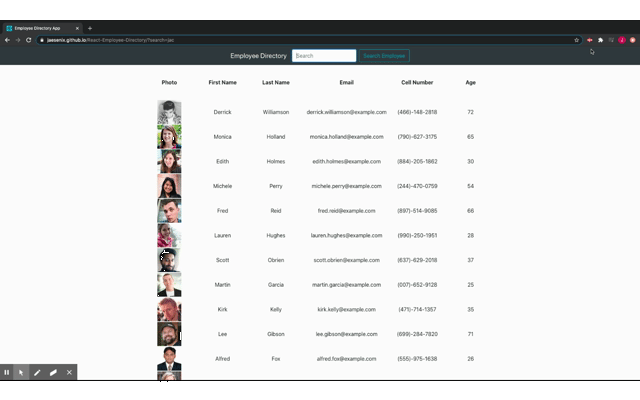 Employee Directory App
jaesenle.github.io/React-Employee-Directory/?search=jac
Employee Directory Search Search Employee
Photo First Name Last Name Email Cell Number Age
Derrick Williamson derrick.williamson@example.com (466)-148-2818 72
Monica Holland monica.holland@example.com (790)-627-3175 65
Edith Holmes edith.holmes@example.com (884)-205-1862 30
Michele Perry michele.perry@example.com (244)-470-0759 54
Fred Reid fred.reid@example.com (897)-514-9085 66
Lauren Hughes lauren.hughes@example.com (990)-250-1951 28
Scott Obrien scott.obrien@example.com (637)-629-2018 37
Martin Garcia martin.garcia@example.com (007)-652-9128 25
Kirk Kelly kirk.kelly@example.com (471)-714-1357 35
Lee Gibson lee.gibson@example.com (699)-284-7820 71
Alfred Fox alfred.fox@example.com (555)-975-1638 26